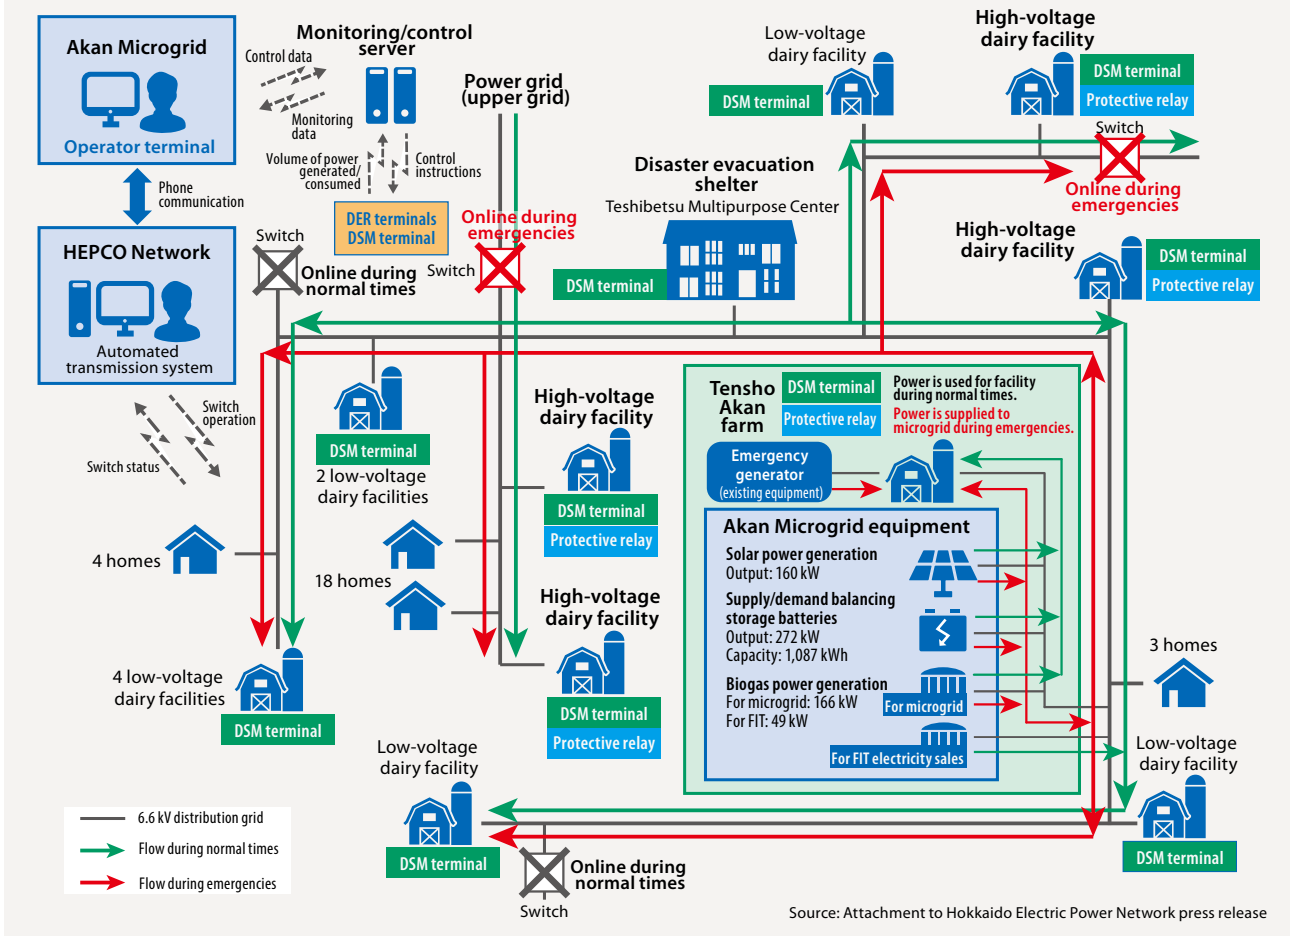 Akan Microgrid
Operator terminal
Control data
Monitoring
data
Monitoring/control
server
Power grid
(upper grid)
Phone
communication
Volume of power
generated/
consumed
Control
instructions
DER terminals
DSM terminal
HEPCO Network
Automated
transmission system
Switch
Online during
normal times
Switch
Online during
emergencies
Switch
operation
Switch status
Low-voltage
dairy facility
DSM terminal
High-voltage
dairy facility
DSM terminal
Protective relay
Switch
Online during
emergencies
Disaster evacuation
shelter
Teshibetsu Multipurpose Center
DSM terminal
High-voltage
dairy facility
DSM terminal
Protective relay
DSM terminal
2 low-voltage
dairy facilities
High-voltage
dairy facility
DSM terminal
Protective relay
4 homes
18 homes
High-voltage
dairy facility
DSM terminal
Protective relay
4 low-voltage
dairy facilities
DSM terminal
Tensho
Akan
farm
DSM terminal
Protective relay
Power is used for facility
during normal times.
Power is supplied to
microgrid during emergencies.
Emergency
generator
(existing equipment)
Akan Microgrid equipment
Solar power generation
Output: 160 kW
Supply/demand balancing
storage batteries
Output: 272 kW
Capacity: 1,087 kWh
Biogas power generation
For microgrid: 166 kW
For FIT: 49 kW
For microgrid
For FIT electricity sales
3 homes
Low-voltage
dairy facility
DSM terminal
Low-voltage
dairy facility
DSM terminal
Online during
normal times
Switch
6.6 kV distribution grid
Flow during normal times
Flow during emergencies
Source: Attachment to Hokkaido Electric Power Network press release